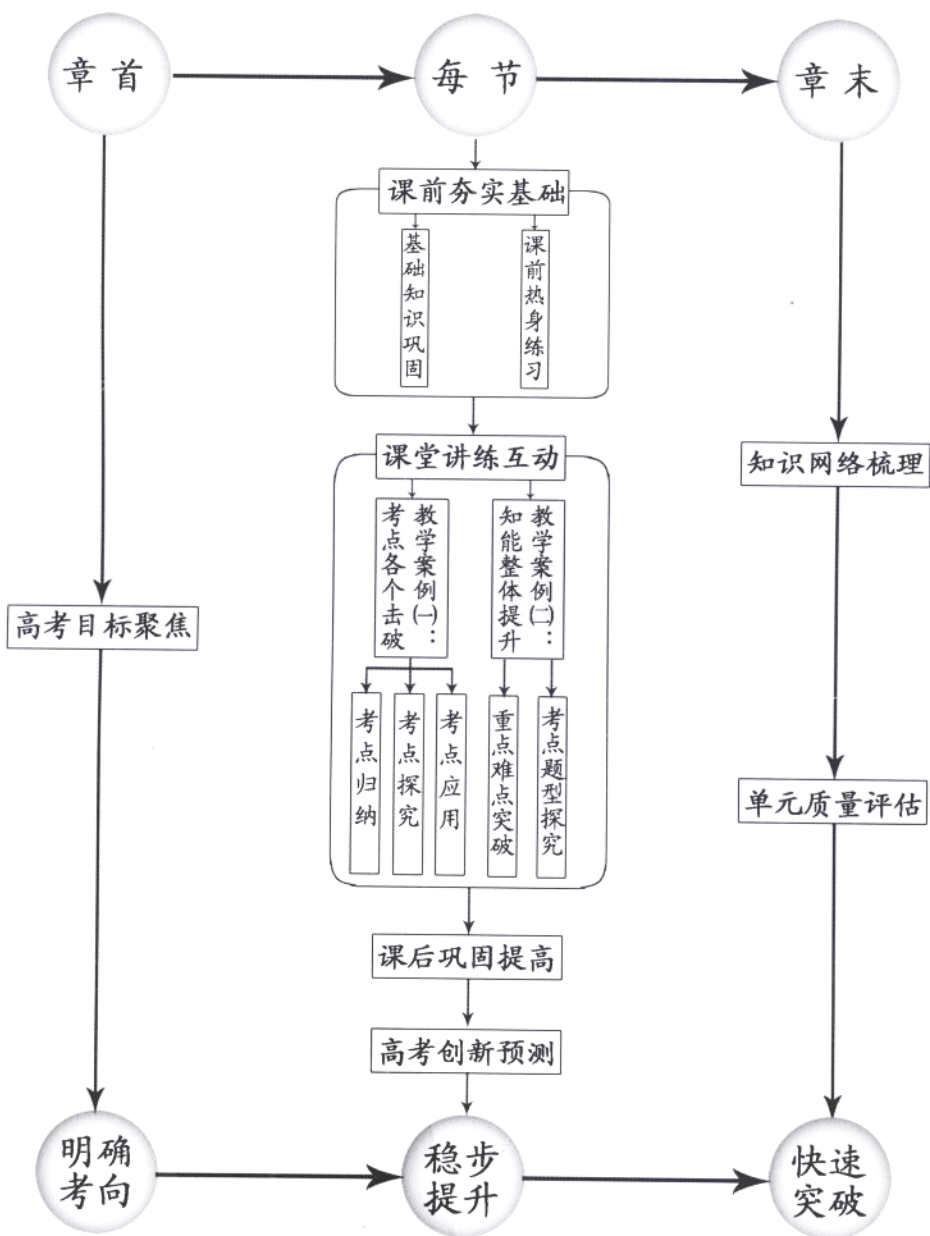 章首
每节
章末
课前夯实基础
基础知识巩固
课前热身练习
课堂讲练互动
教学案例㈠：
考点各个击破
教学案例㈡：
知能整体提升
考点归纳
考点探究
考点应用
重点难点突破
考点题型探究
课后巩固提高
高考创新预测
高考目标聚焦
知识网络梳理
单元质量评估
明确
考向
稳步
提升
快速
突破